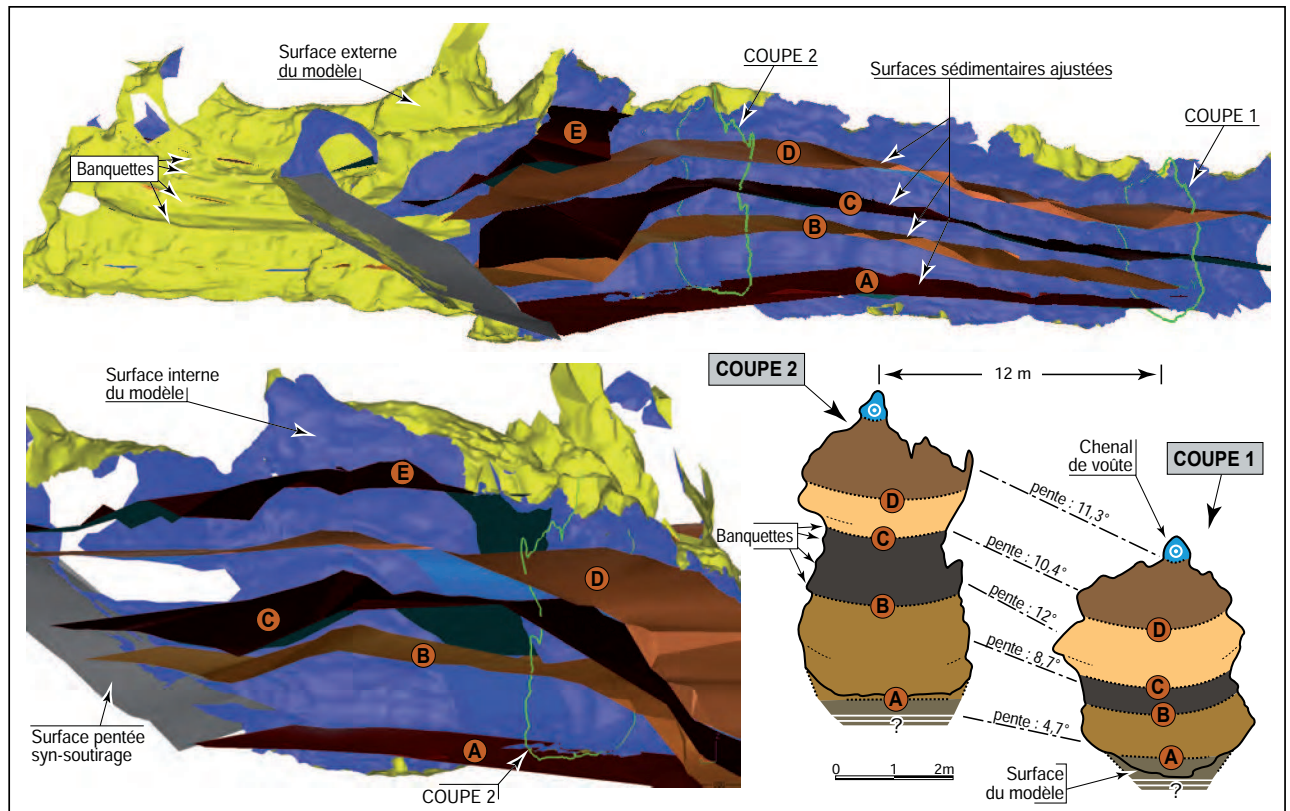 Surface externe
du modèle
COUPE 2
Surfaces sédimentaires ajustées
COUPE 1
Banquettes
E
D
C
B
A
Surface interne
du modèle
E
D
C
B
A
Surface pentée
syn-soutirage
COUPE 2
COUPE 2
12 m
Chenal
de voûte
COUPE 1
pente : 11,3°
D
Banquettes
C
pente : 10,4°
B
pente : 12°
D
pente : 8,7°
C
B
A
pente : 4,7°
A
?
0 1 2m
Surface
du modèle
?